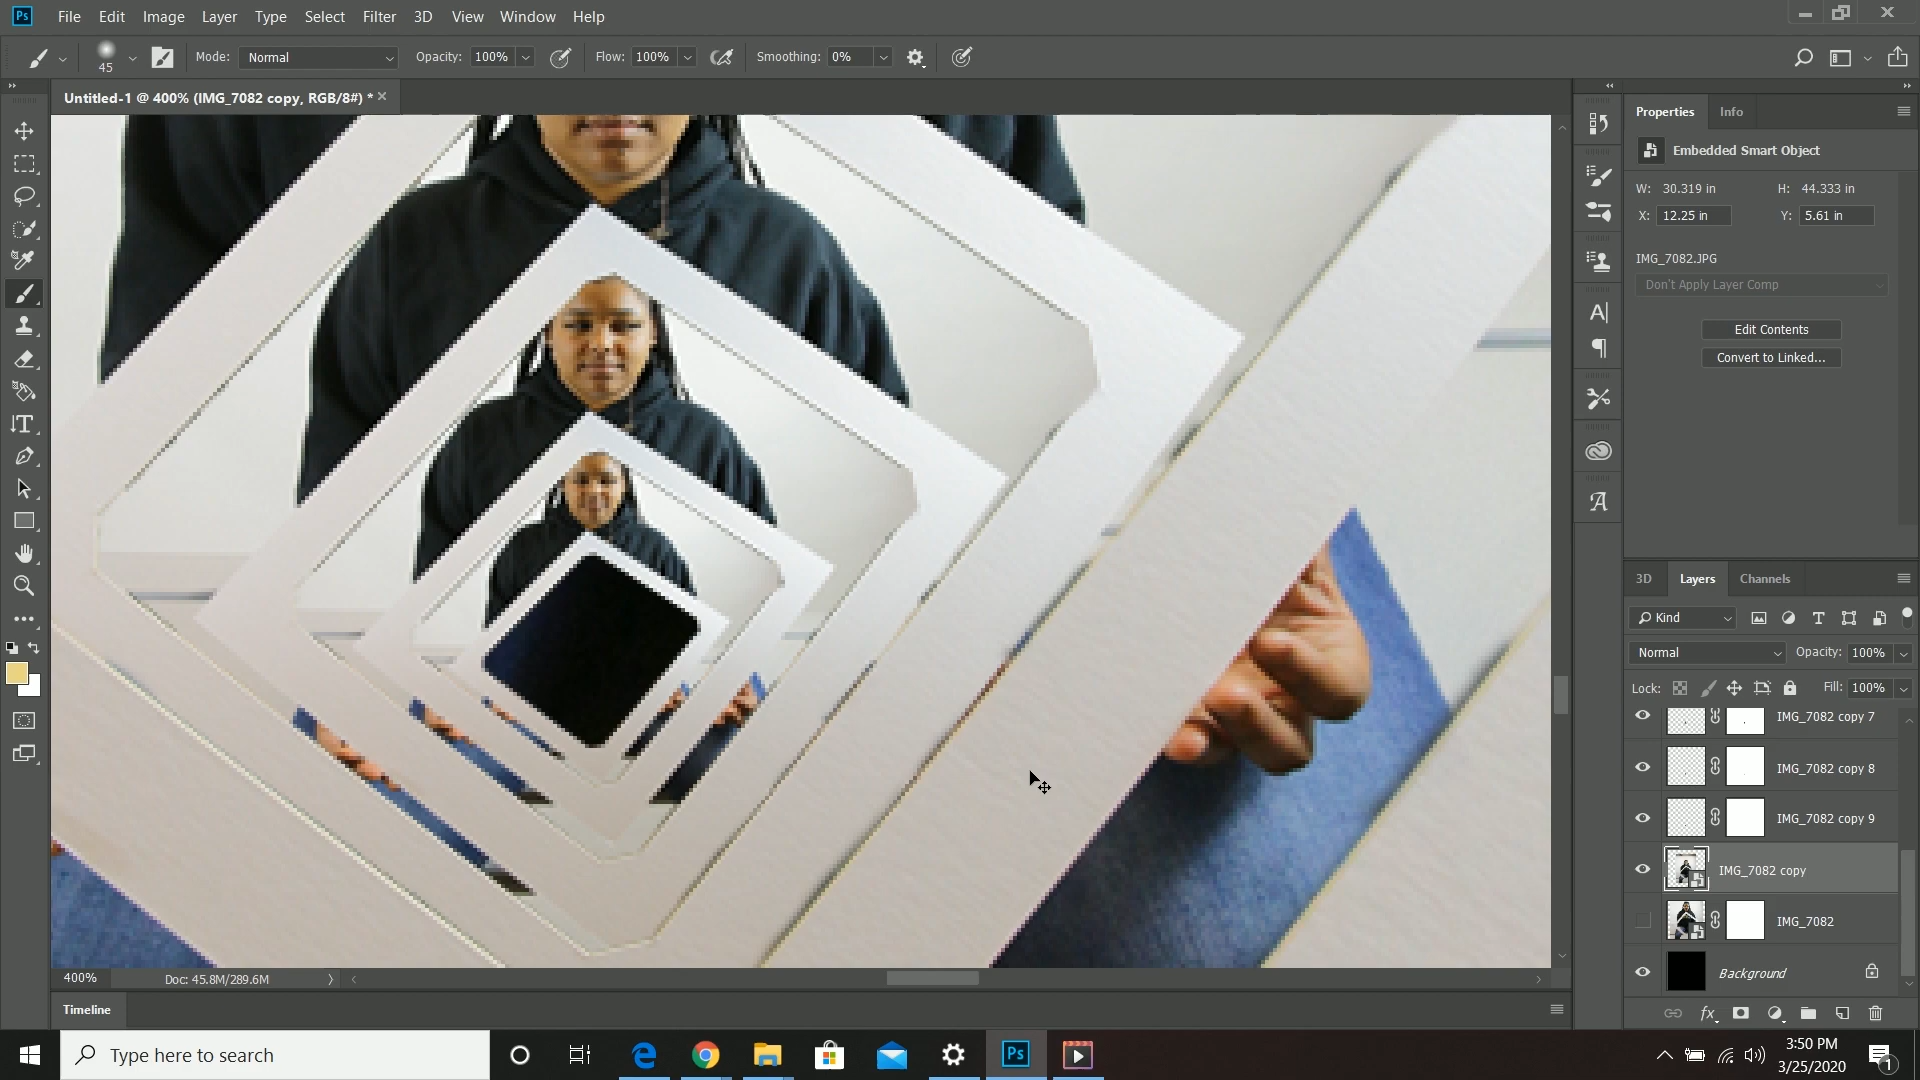 Ps File Edit Image Layer Type Select Filter 3D View Window Help
45 Mode: Normal Opacity: 100% Flow: 100% Smoothing: 0%
Untitled-1 @ 400% (IMG_7082 copy, RGB/8#) *
Properties Info
Embedded Smart Object
W: 30.319 in H: 44.333 in
X: 12.25 in Y: 5.61 in
IMG_7082.JPG
Don't Apply Layer Comp
Edit Contents
Convert to Linked...
3D Layers Channels
Kind
Normal Opacity: 100%
Lock: Fill: 100%
IMG_7082 copy 7
IMG_7082 copy 8
IMG_7082 copy 9
IMG_7082 copy
IMG_7082
Background
400% Doc: 45.8M/289.6M
Timeline
Type here to search
Ps
3:50 PM
3/25/2020
1